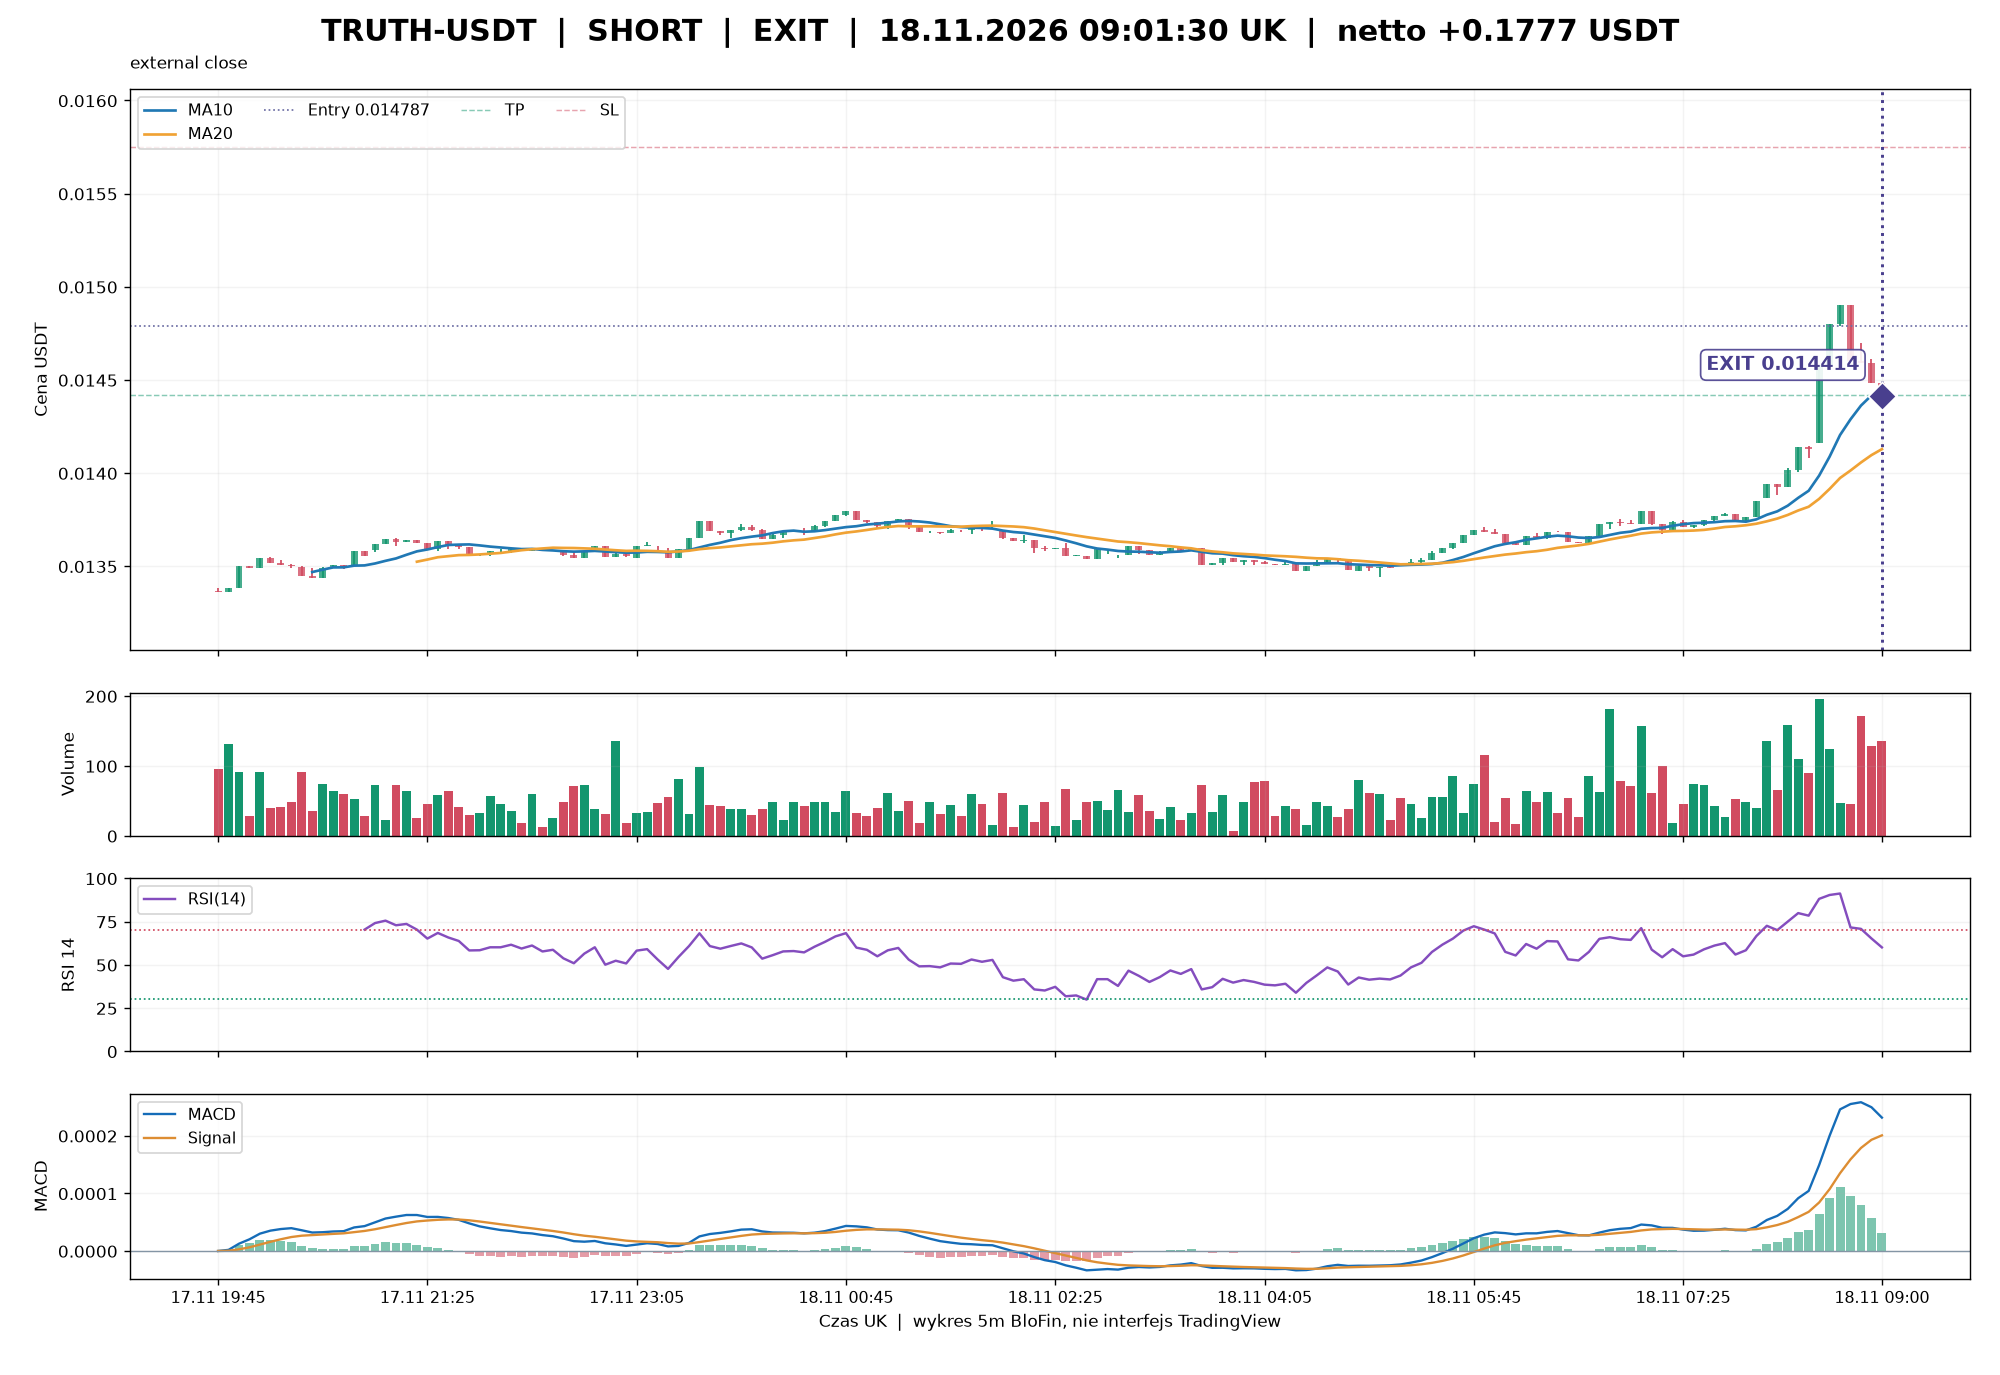 TRUTH-USDT | SHORT | EXIT | 18.11.2026 09:01:30 UK | netto +0.1777 USDT
external close
MA10
MA20
Entry 0.014787
TP
SL
0.0160
0.0155
0.0150
0.0145
0.0140
0.0135
Cena USDT
EXIT 0.014414
200
100
0
Volume
RSI(14)
100
75
50
25
0
RSI 14
MACD
Signal
0.0002
0.0001
0.0000
MACD
17.11 19:45
17.11 21:25
17.11 23:05
18.11 00:45
18.11 02:25
18.11 04:05
18.11 05:45
18.11 07:25
18.11 09:00
Czas UK | wykres 5m BloFin, nie interfejs TradingView